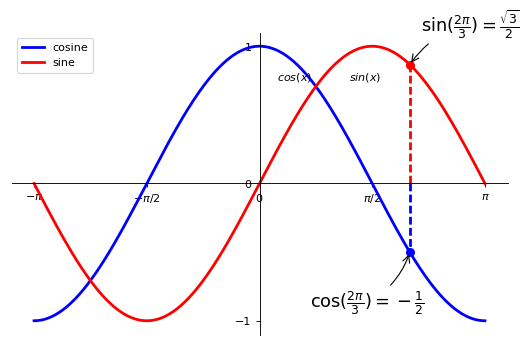 sin(2π/3) = √3/2
cosine
sine
1
cos(x) sin(x)
−π
−π/2
0
0
π/2
π
cos(2π/3) = −1/2
−1